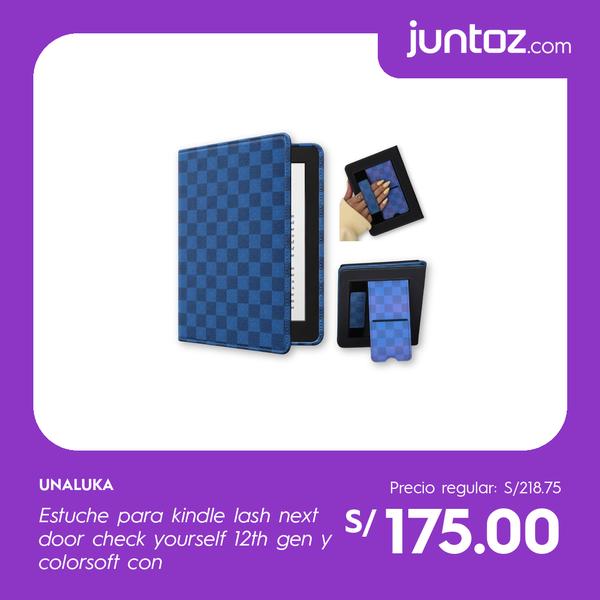 juntoz.com
UNALUKA
Estuche para kindle lash next
door check yourself 12th gen y
colorsoft con
Precio regular: S/218.75
S/ 175.00